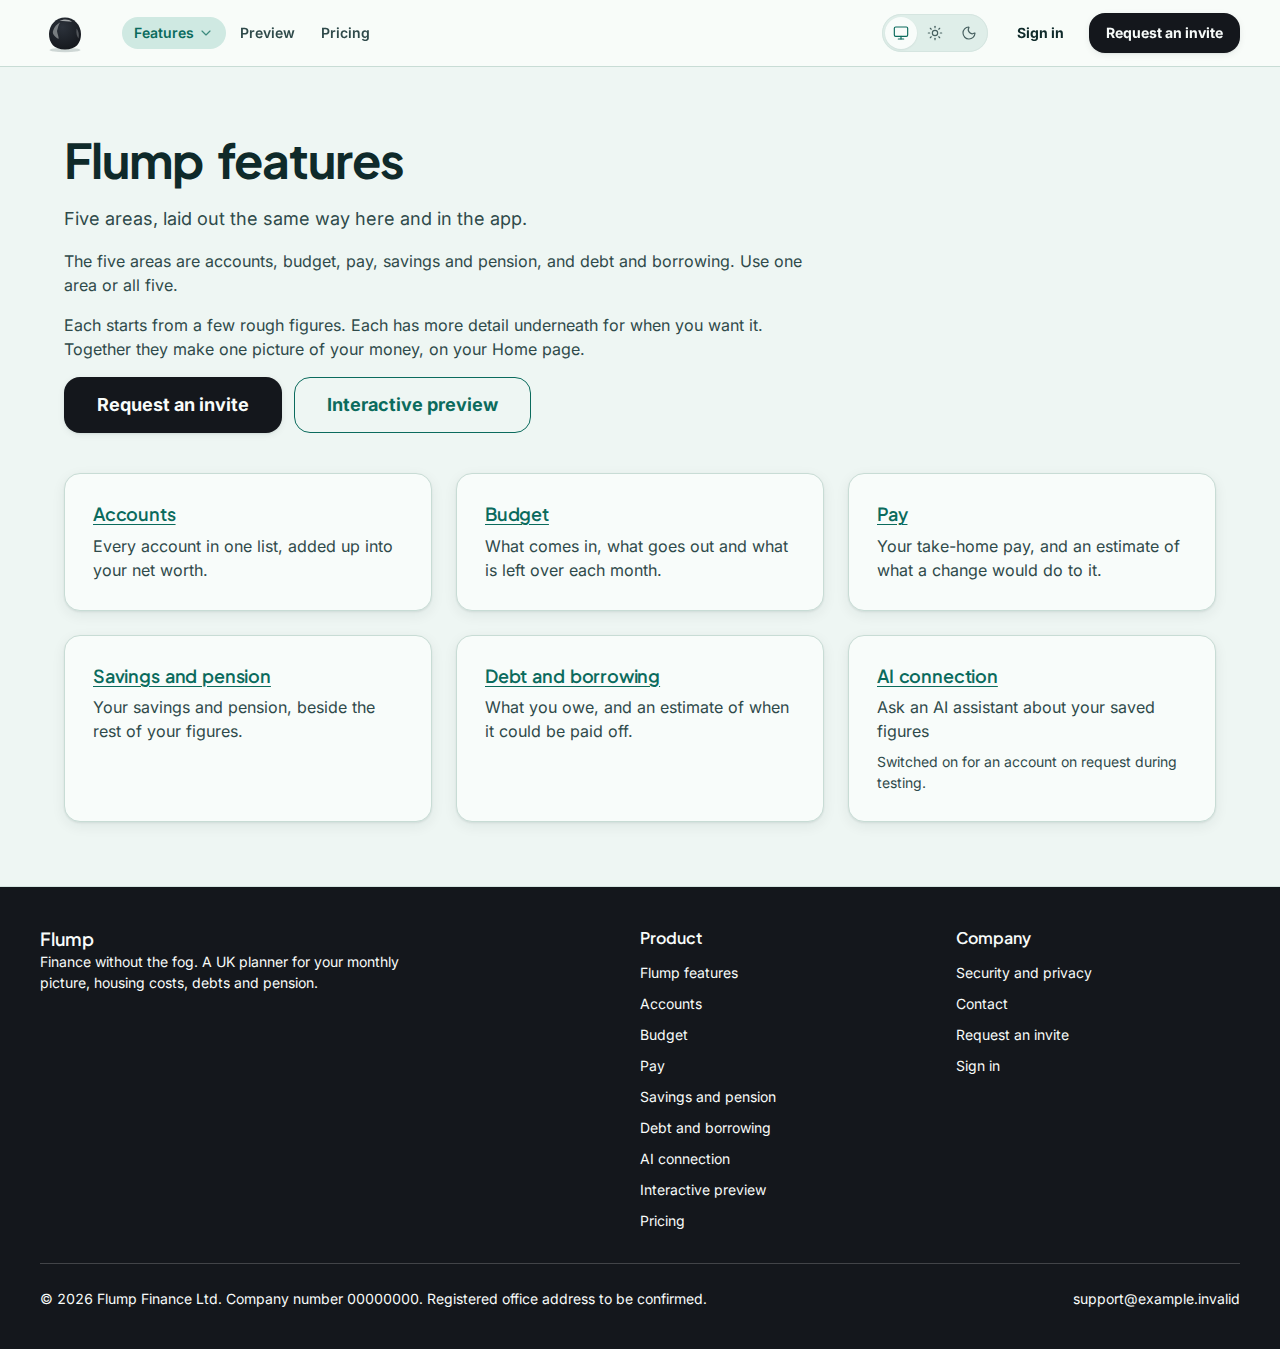 Features
Preview
Pricing
Sign in
Request an invite
Flump features
Five areas, laid out the same way here and in the app.
The five areas are accounts, budget, pay, savings and pension, and debt and borrowing. Use one
area or all five.
Each starts from a few rough figures. Each has more detail underneath for when you want it.
Together they make one picture of your money, on your Home page.
Request an invite
Interactive preview
Accounts
Every account in one list, added up into
your net worth.
Budget
What comes in, what goes out and what
is left over each month.
Pay
Your take-home pay, and an estimate of
what a change would do to it.
Savings and pension
Your savings and pension, beside the
rest of your figures.
Debt and borrowing
What you owe, and an estimate of when
it could be paid off.
AI connection
Ask an AI assistant about your saved
figures
Switched on for an account on request during
testing.
Flump
Finance without the fog. A UK planner for your monthly
picture, housing costs, debts and pension.
Product
Flump features
Accounts
Budget
Pay
Savings and pension
Debt and borrowing
AI connection
Interactive preview
Pricing
Company
Security and privacy
Contact
Request an invite
Sign in
© 2026 Flump Finance Ltd. Company number 00000000. Registered office address to be confirmed.
support@example.invalid